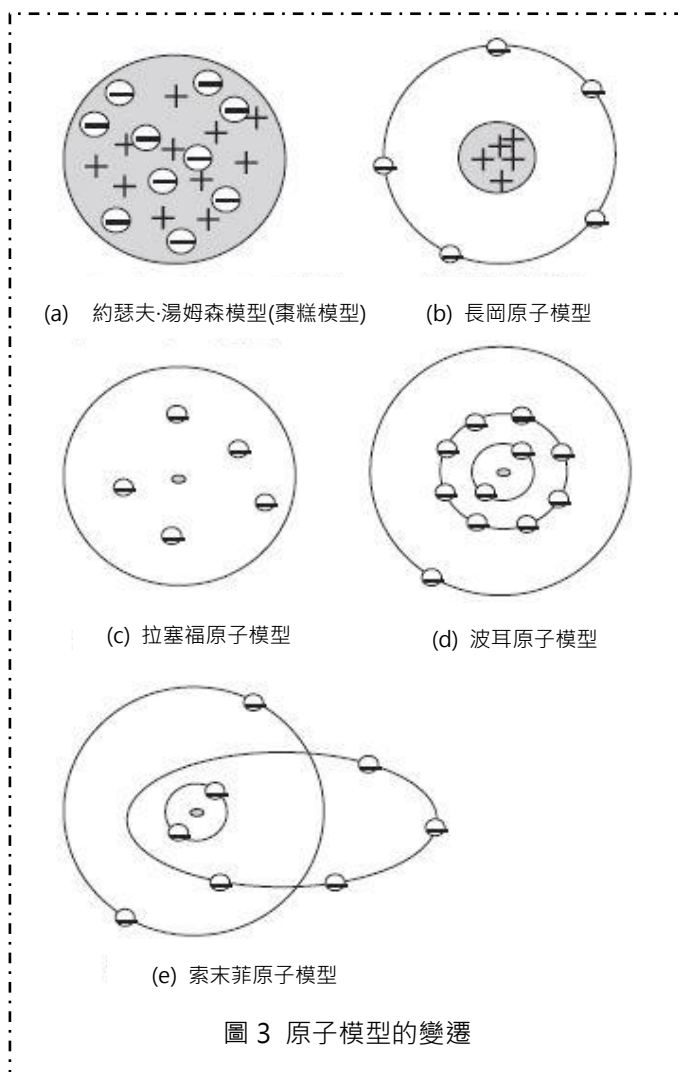 (a) 約瑟夫·湯姆森模型(棗糕模型)
(b) 長岡原子模型
(c) 拉塞福原子模型
(d) 波耳原子模型
(e) 索末菲原子模型
圖 3 原子模型的變遷